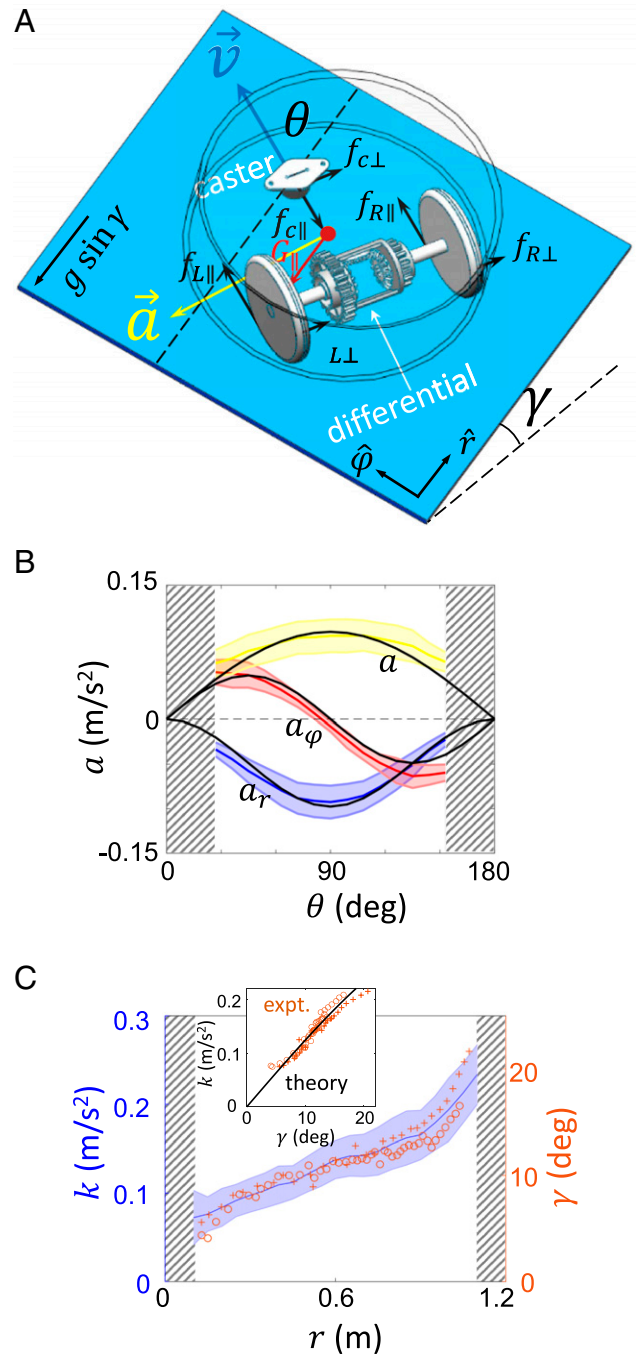 A
v⃗
θ
caster
f_c⊥
f_c∥
f_R∥
G_∥
f_L∥
f_R⊥
g sin γ
a⃗
L⊥
differential
γ
φ̂
r̂
B
0.15
a
a (m/s²)
0
a_φ
a_r
-0.15
0
90
180
θ (deg)
C
0.3
0.2
expt.
k (m/s²)
0.1
theory
0
0
10
20
γ (deg)
0.2
20
k (m/s²)
γ (deg)
0.1
10
0
0
0
0.6
1.2
r (m)